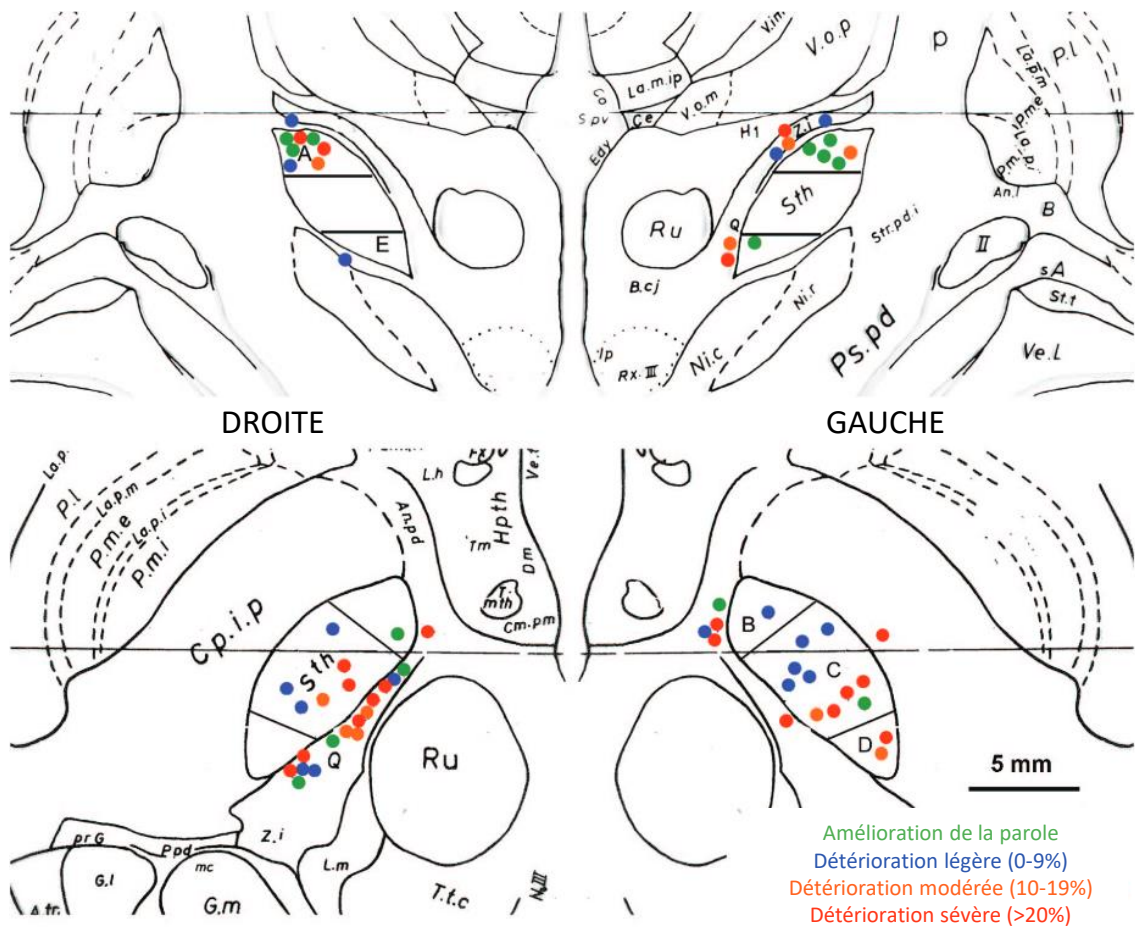 V.im
V.o.p
p
La.p.m
P.l
La.m.ip
Co
S pv
Ce
V.o.m
H1
Z.i
Edy
A
Sth
An.l
B
Ru
Q
Str.pd.i
E
II
B.cj
Ni.r
sA
St.t
Ip
Rx. III
Ni.c
Ps.pd
Ve.L
DROITE
GAUCHE
La.p.
P.l
La.p.m
P.m.e
La.p.i
P.m.i
L.h
An.pd
Hpth
Tm
Dm
T.
mth
Cm.pm
Cp.i.p
Sth
B
C
D
Q
Ru
5 mm
pr G
Ppd
Z.i
mc
G.l
L.m
G.m
T.t.c
Amélioration de la parole
Détérioration légère (0-9%)
Détérioration modérée (10-19%)
Détérioration sévère (>20%)